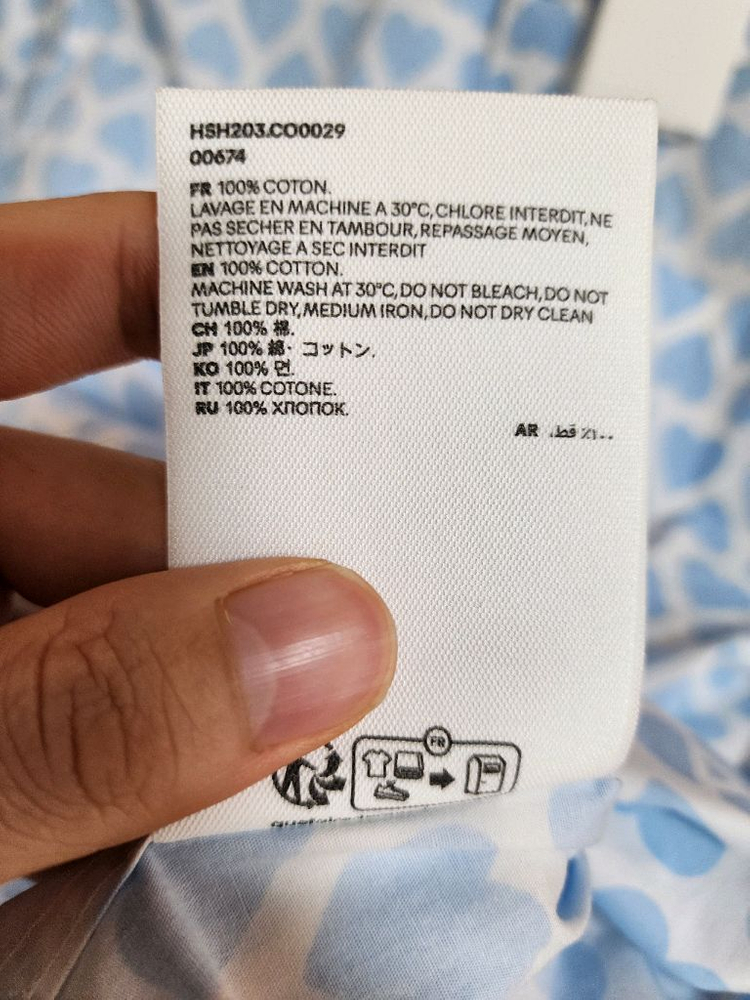 HSH203.CO0029
00674
FR 100% COTON.
LAVAGE EN MACHINE A 30°C, CHLORE INTERDIT, NE
PAS SECHER EN TAMBOUR, REPASSAGE MOYEN,
NETTOYAGE A SEC INTERDIT
EN 100% COTTON.
MACHINE WASH AT 30°C, DO NOT BLEACH, DO NOT
TUMBLE DRY, MEDIUM IRON, DO NOT DRY CLEAN
CH 100% 棉.
JP 100% 綿・コットン.
KO 100% 면.
IT 100% COTONE.
RU 100% ХЛОПОК.
AR ١٠٠٪ قطن.
FR